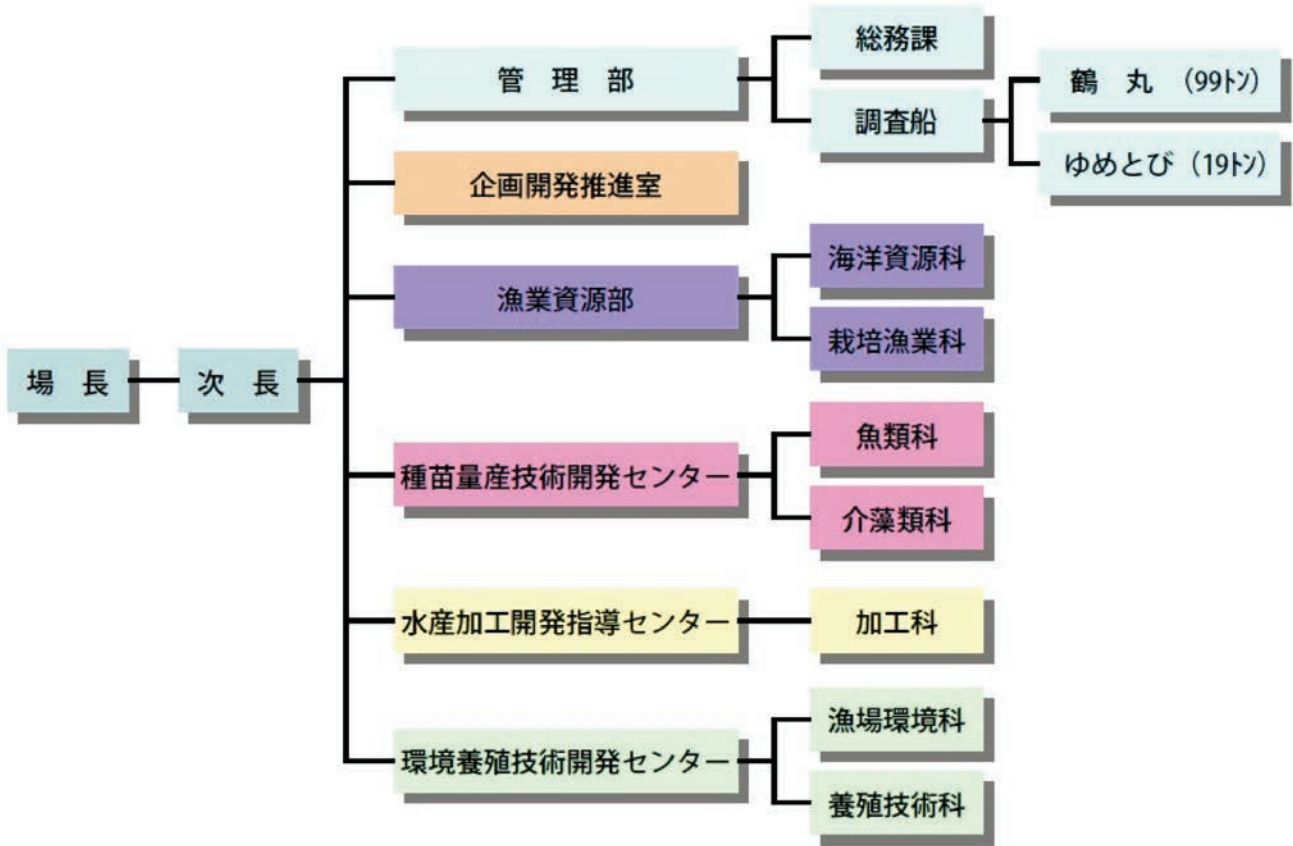 場　長
次　長
管　理　部
総務課
調査船
鶴　丸　（99ﾄﾝ）
ゆめとび（19ﾄﾝ）
企画開発推進室
漁業資源部
海洋資源科
栽培漁業科
種苗量産技術開発センター
魚類科
介藻類科
水産加工開発指導センター
加工科
環境養殖技術開発センター
漁場環境科
養殖技術科